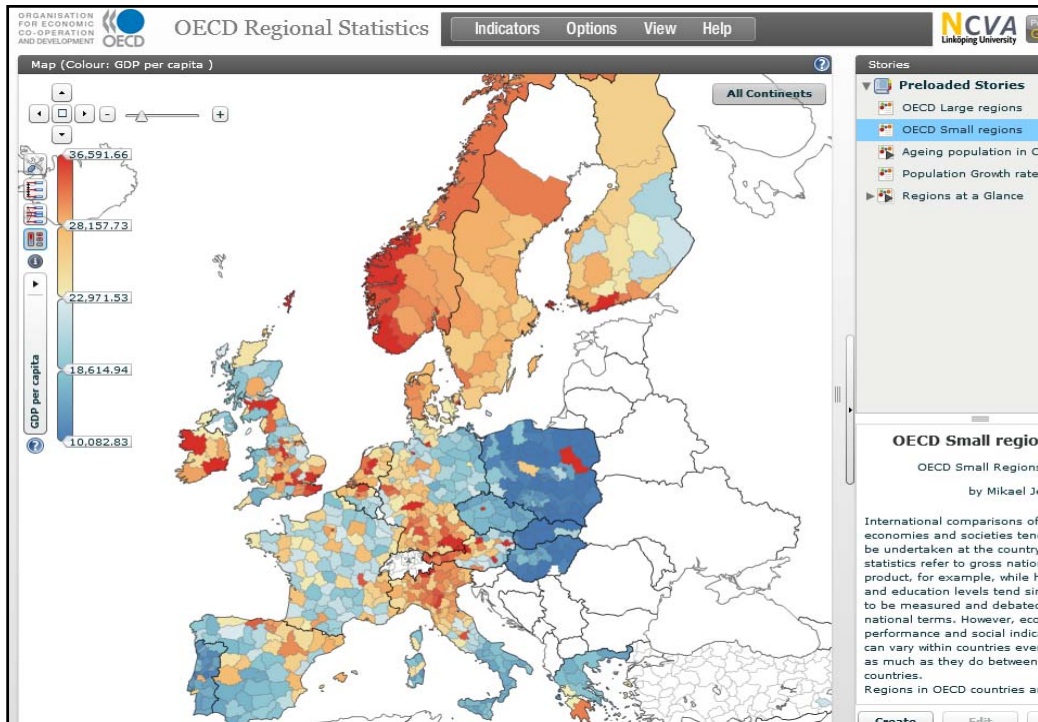 ORGANISATION
FOR ECONOMIC
CO-OPERATION
AND DEVELOPMENT
OECD
OECD Regional Statistics
Indicators Options View Help
NCVA
Linköping University
Map (Colour: GDP per capita )
?
All Continents
36,591.66
28,157.73
22,971.53
18,614.94
10,082.83
GDP per capita
?
Stories
Preloaded Stories
OECD Large regions
OECD Small regions
Ageing population in
Population Growth rate
Regions at a Glance
OECD Small regio
OECD Small Regions
by Mikael Je
International comparisons of
economies and societies tend
be undertaken at the country
statistics refer to gross nation
product, for example, while h
and education levels tend sim
to be measured and debated
national terms. However, eco
performance and social indica
can vary within countries even
as much as they do between
countries.
Regions in OECD countries ar
Create Edit